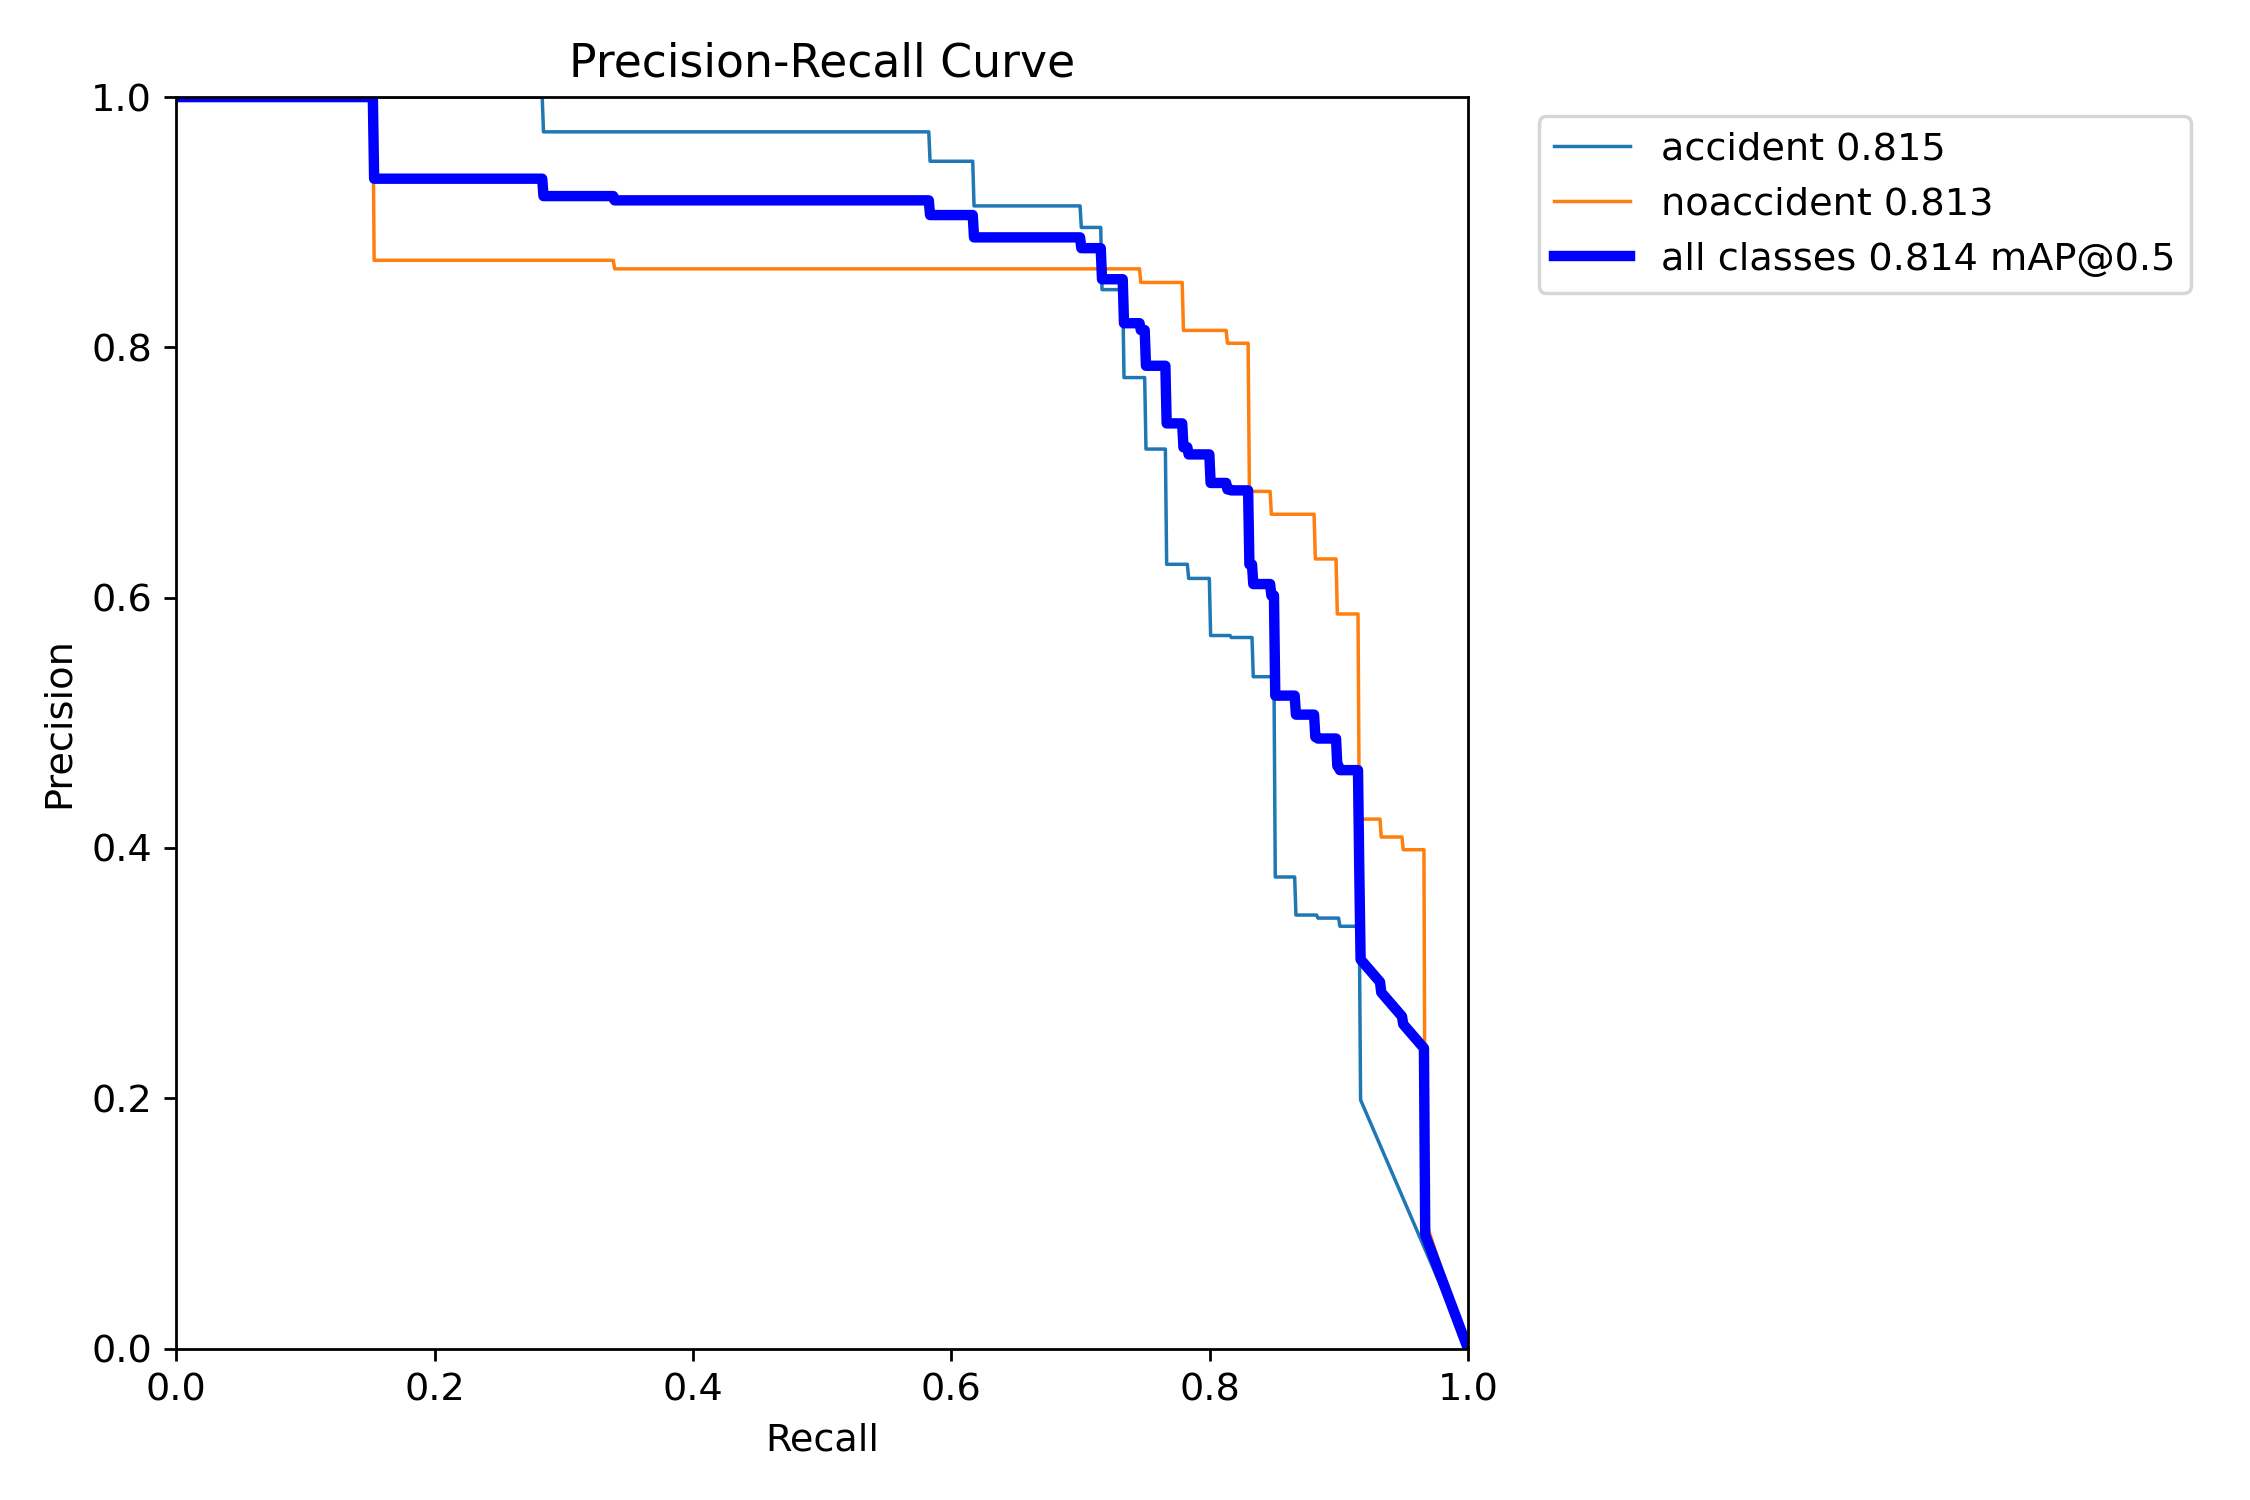 Precision-Recall Curve
1.0
0.8
0.6
0.4
0.2
0.0
Precision
0.0 0.2 0.4 0.6 0.8 1.0
Recall
accident 0.815
noaccident 0.813
all classes 0.814 mAP@0.5